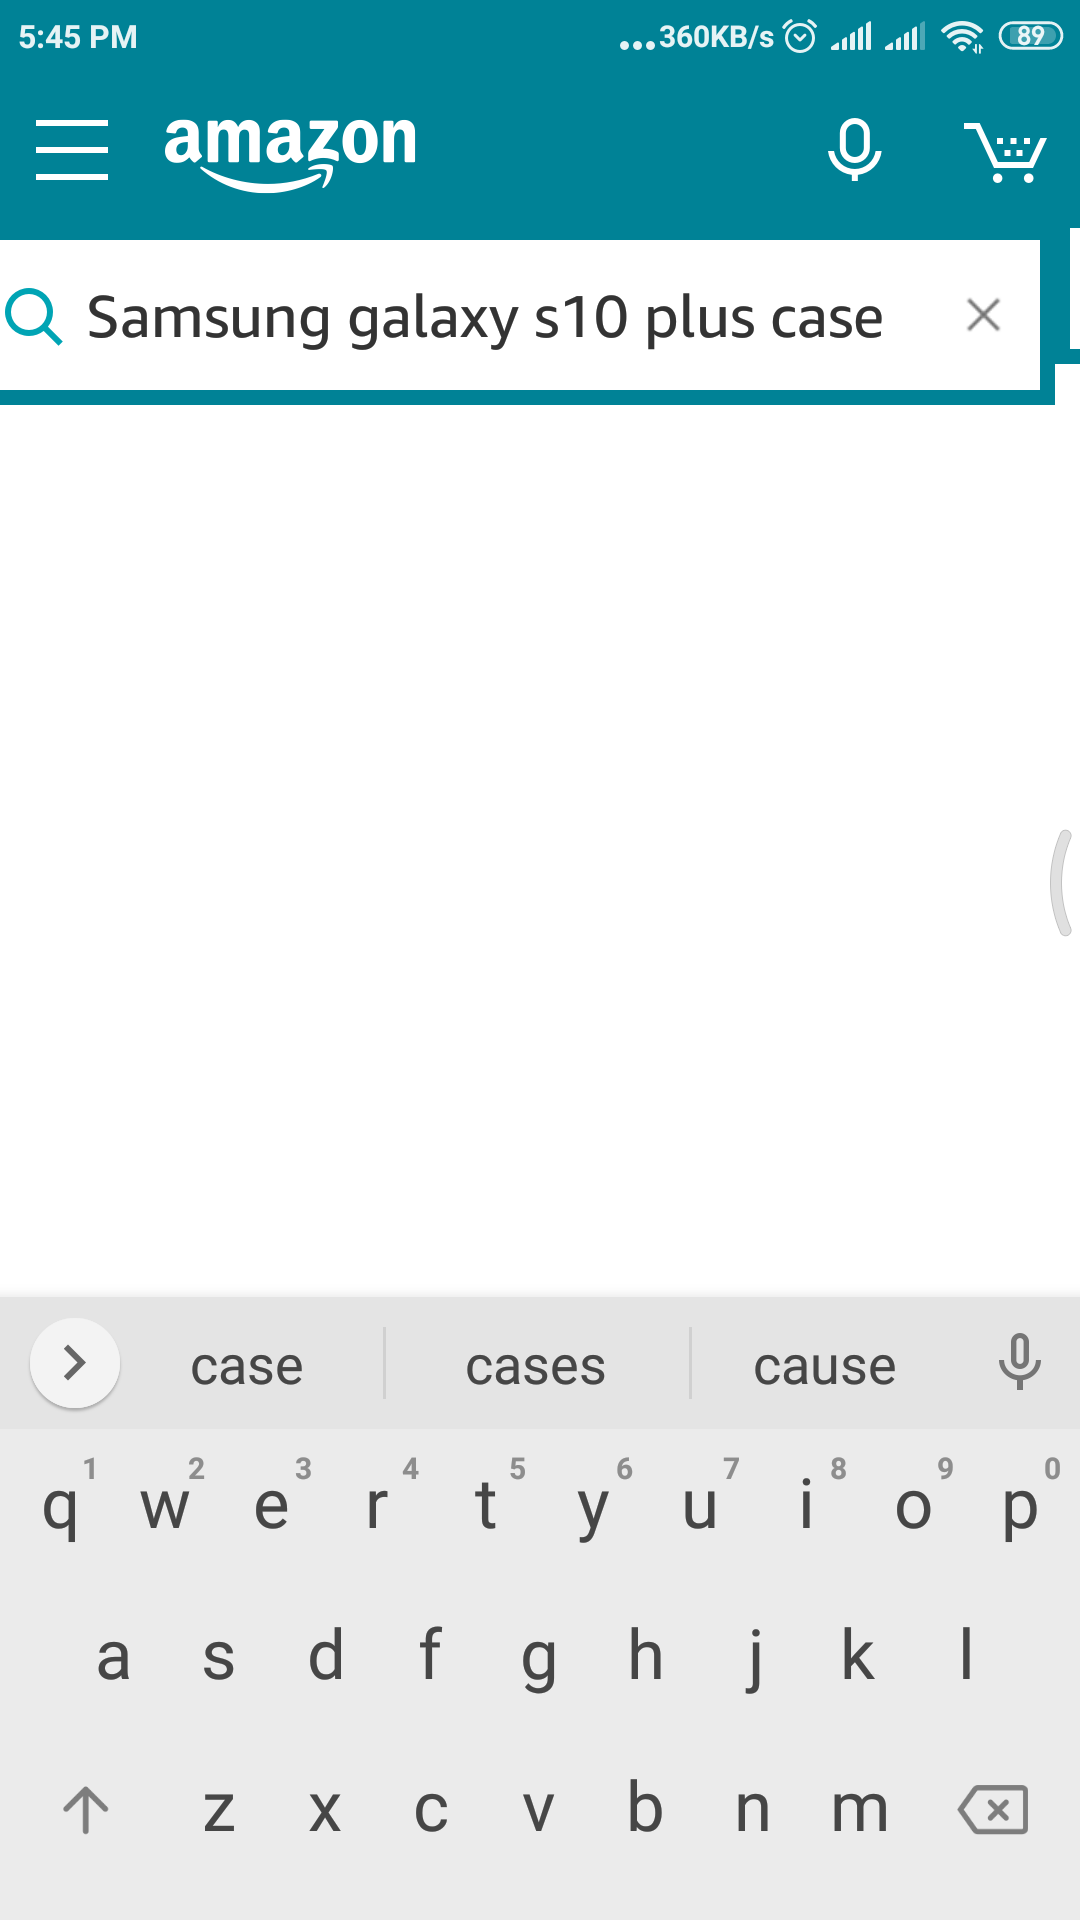 5:45 PM ...360KB/s 89
amazon
Samsung galaxy s10 plus case
case cases cause
1 2 3 4 5 6 7 8 9 0
q w e r t y u i o p
a s d f g h j k l
z x c v b n m